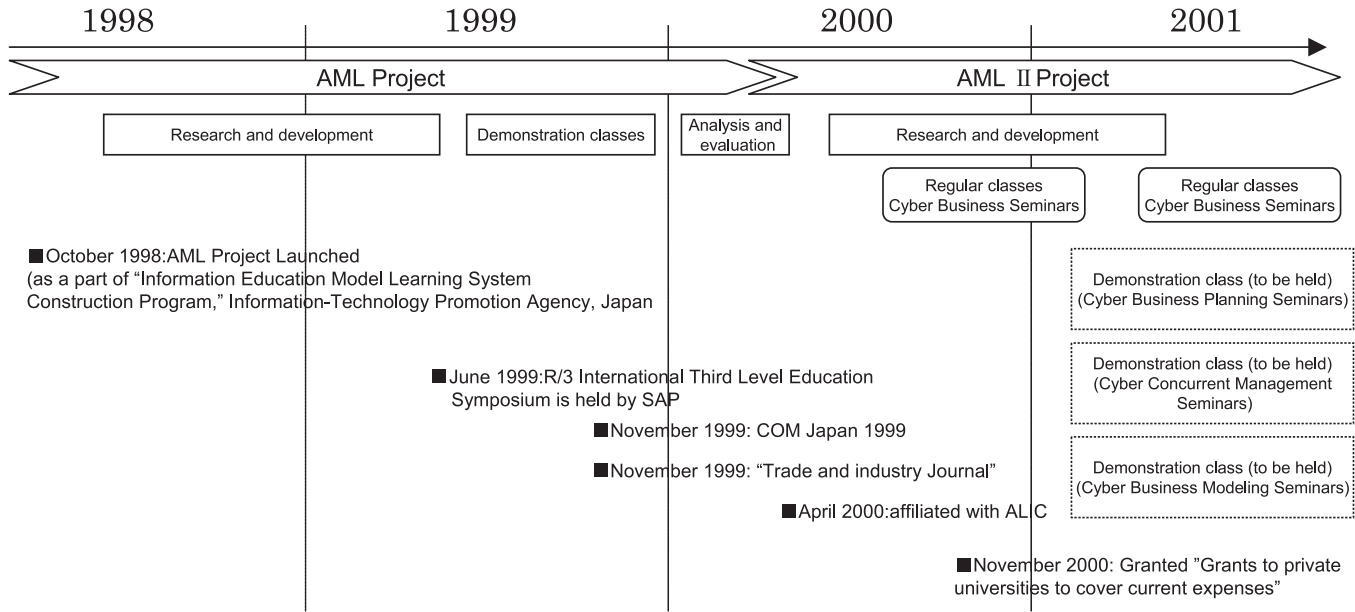 1998 1999 2000 2001
AML Project
AML Ⅱ Project
Research and development
Demonstration classes
Analysis and
evaluation
Research and development
Regular classes
Cyber Business Seminars
Regular classes
Cyber Business Seminars
■October 1998:AML Project Launched
(as a part of “Information Education Model Learning System
Construction Program,” Information-Technology Promotion Agency, Japan
Demonstration class (to be held)
(Cyber Business Planning Seminars)
■June 1999:R/3 International Third Level Education
Symposium is held by SAP
Demonstration class (to be held)
(Cyber Concurrent Management
Seminars)
■November 1999: COM Japan 1999
■November 1999: “Trade and industry Journal”
Demonstration class (to be held)
(Cyber Business Modeling Seminars)
■April 2000:affiliated with ALIC
■November 2000: Granted ”Grants to private
universities to cover current expenses”